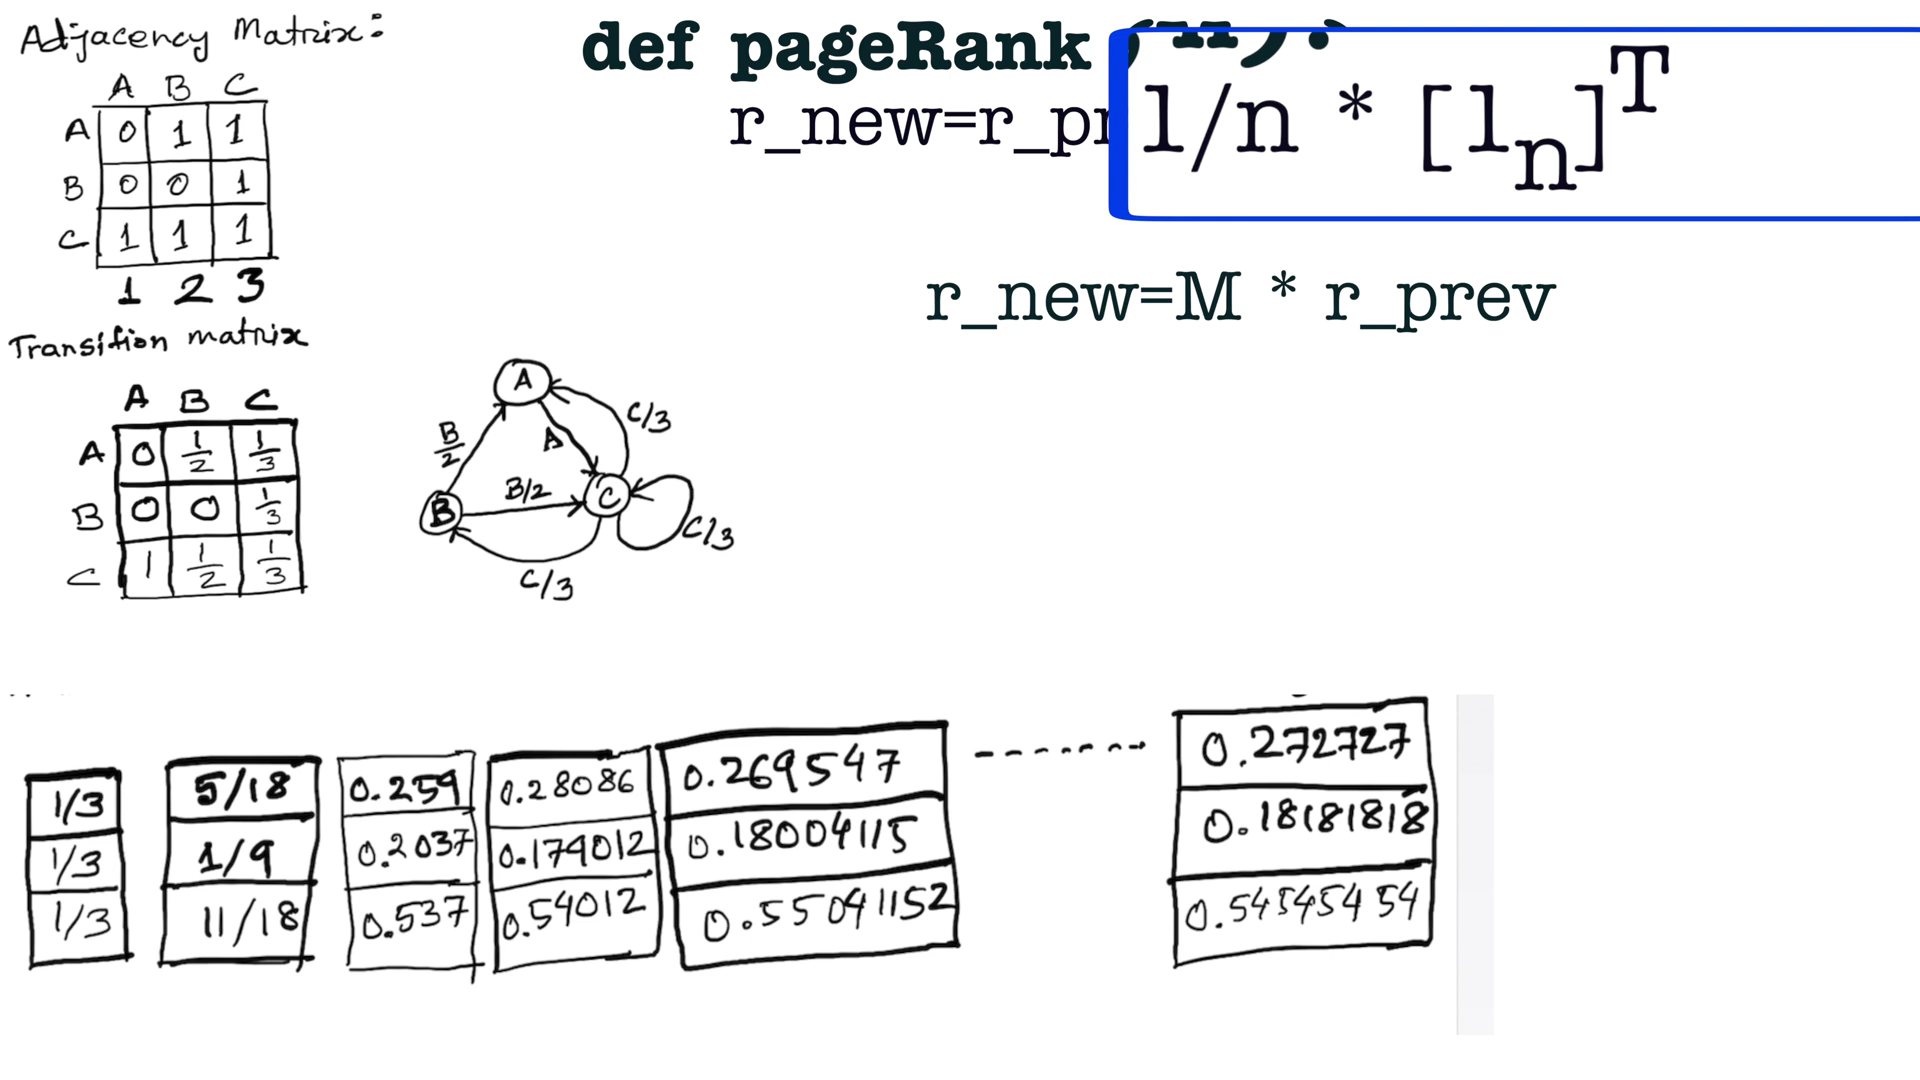 Adjacency Matrix:
A B C
A 0 1 1
B 0 0 1
C 1 1 1
1 2 3
Transition matrix
A B C
A 0 1/2 1/3
B 0 0 1/3
C 1 1/2 1/3
def pageRank
r_new=r_pr
1/n * [1n]T
r_new=M * r_prev
A
B/2
A
C/3
B
B/2
C
C/3
C/3
1/3 5/18 0.259 0.28086 0.269547 ------- 0.272727
1/3 1/9 0.2037 0.179012 0.18004115 0.18181818
1/3 11/18 0.537 0.54012 0.55041152 0.54545454